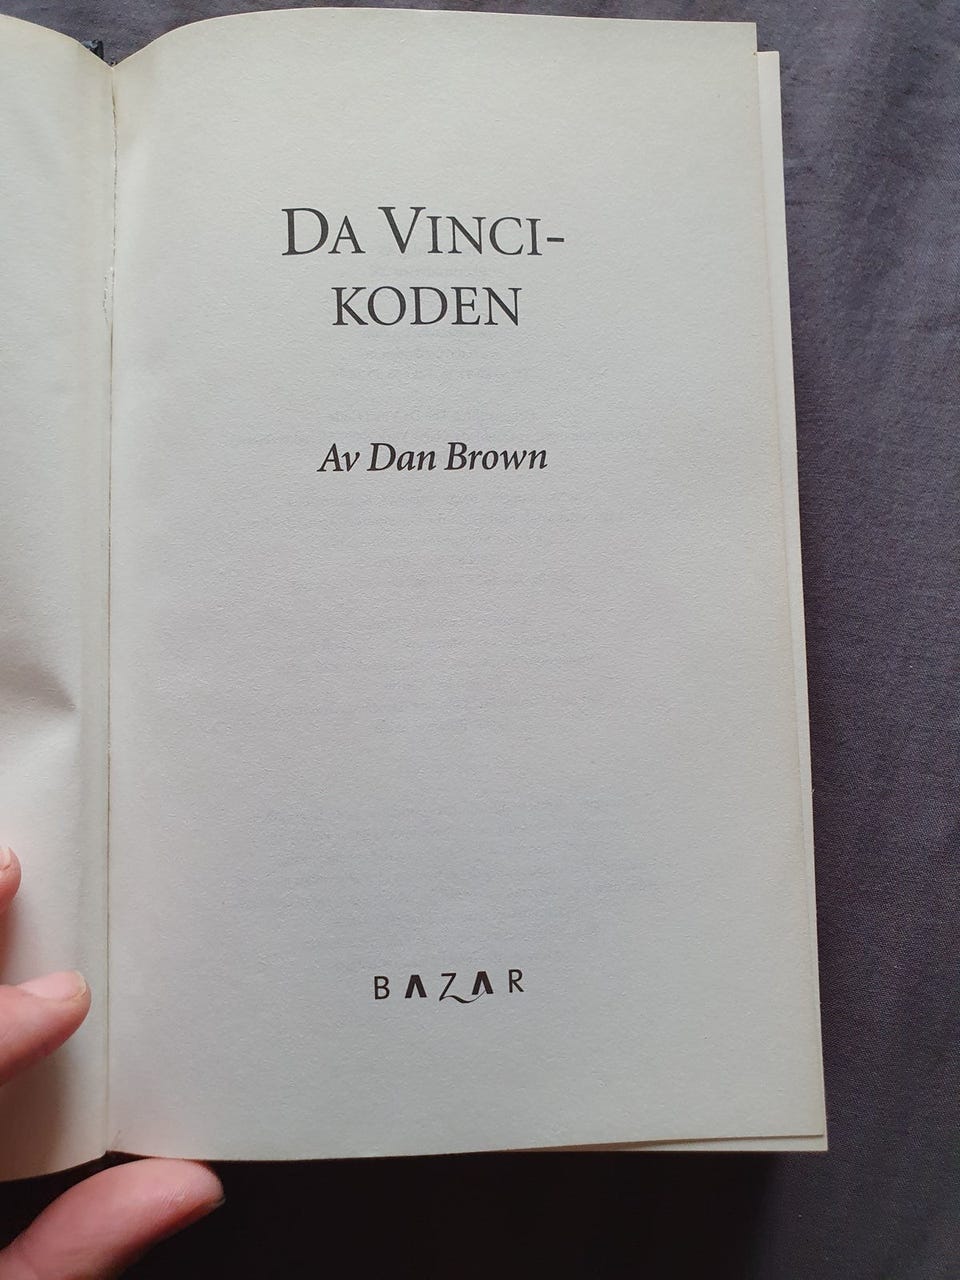 DA VINCI-
KODEN
Av Dan Brown
BAZAR